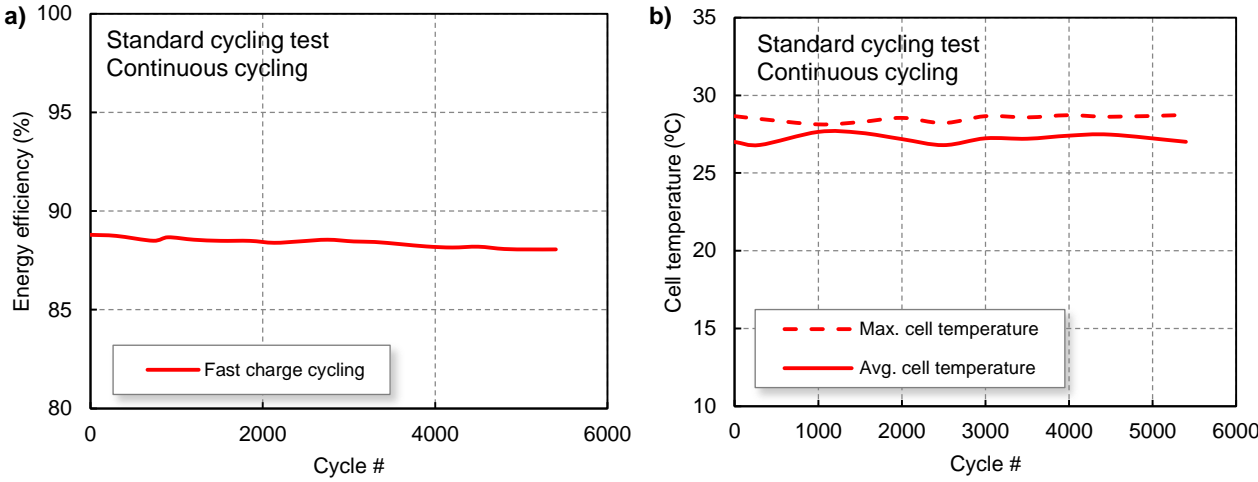 a)
Standard cycling test
Continuous cycling
Energy efficiency (%)
100
95
90
85
80
Fast charge cycling
0 2000 4000 6000
Cycle #
b)
Standard cycling test
Continuous cycling
Cell temperature (ºC)
35
30
25
20
15
10
Max. cell temperature
Avg. cell temperature
0 1000 2000 3000 4000 5000 6000
Cycle #